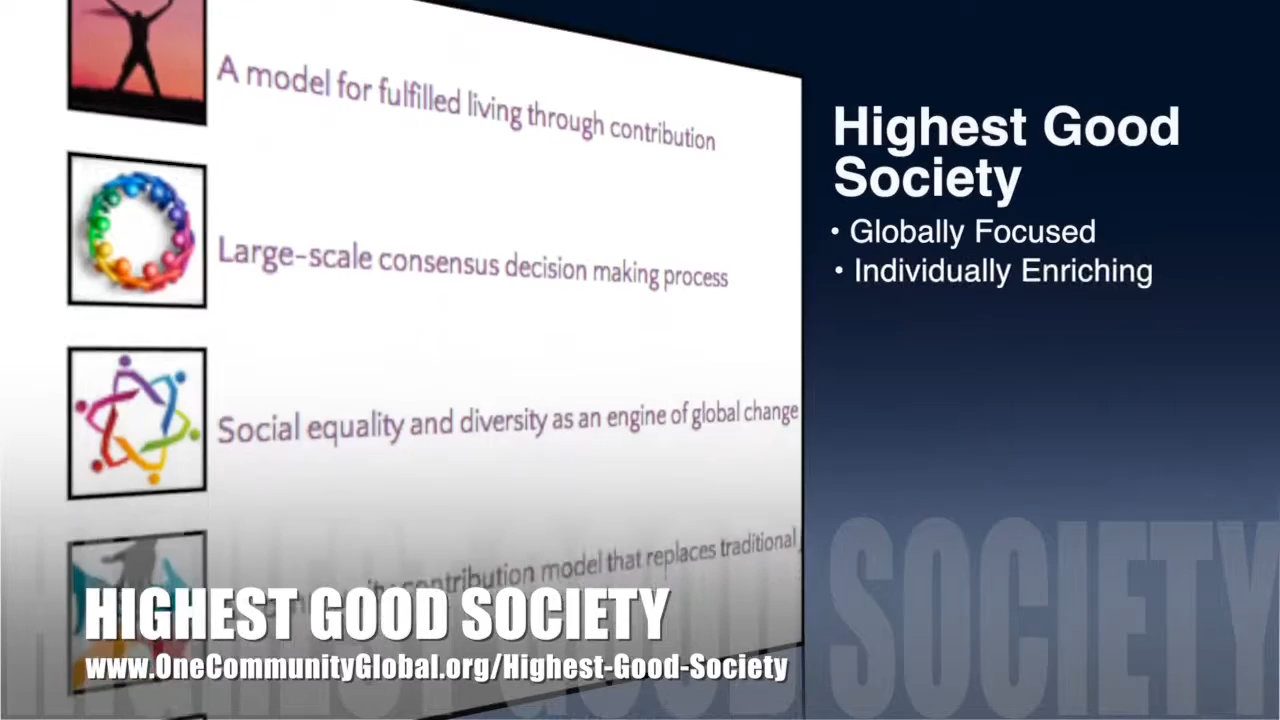 A model for fulfilled living through contribution
Large-scale consensus decision making process
Social equality and diversity as an engine of global change
contribution model that replaces traditional
Highest Good
Society
• Globally Focused
• Individually Enriching
HIGHEST GOOD SOCIETY
HIGHEST GOOD SOCIETY
www.OneCommunityGlobal.org/Highest-Good-Society